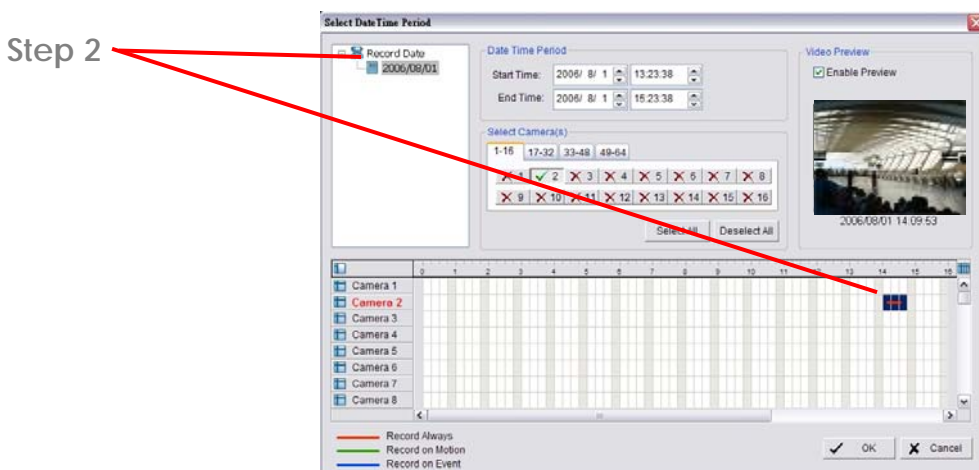 Step 2
Select DateTime Period
Record Date
2006/08/01
Date Time Period
Start Time: 2006/ 8/ 1 13:23:38
End Time: 2006/ 8/ 1 15:23:38
Select Camera(s)
1-16 17-32 33-48 49-64
1 2 3 4 5 6 7 8
9 10 11 12 13 14 15 16
Select All Deselect All
Video Preview
Enable Preview
2006/08/01 14:09:53
0 1 2 3 4 5 6 7 8 9 10 11 12 13 14 15 16
Camera 1
Camera 2
Camera 3
Camera 4
Camera 5
Camera 6
Camera 7
Camera 8
Record Always
Record on Motion
Record on Event
OK Cancel